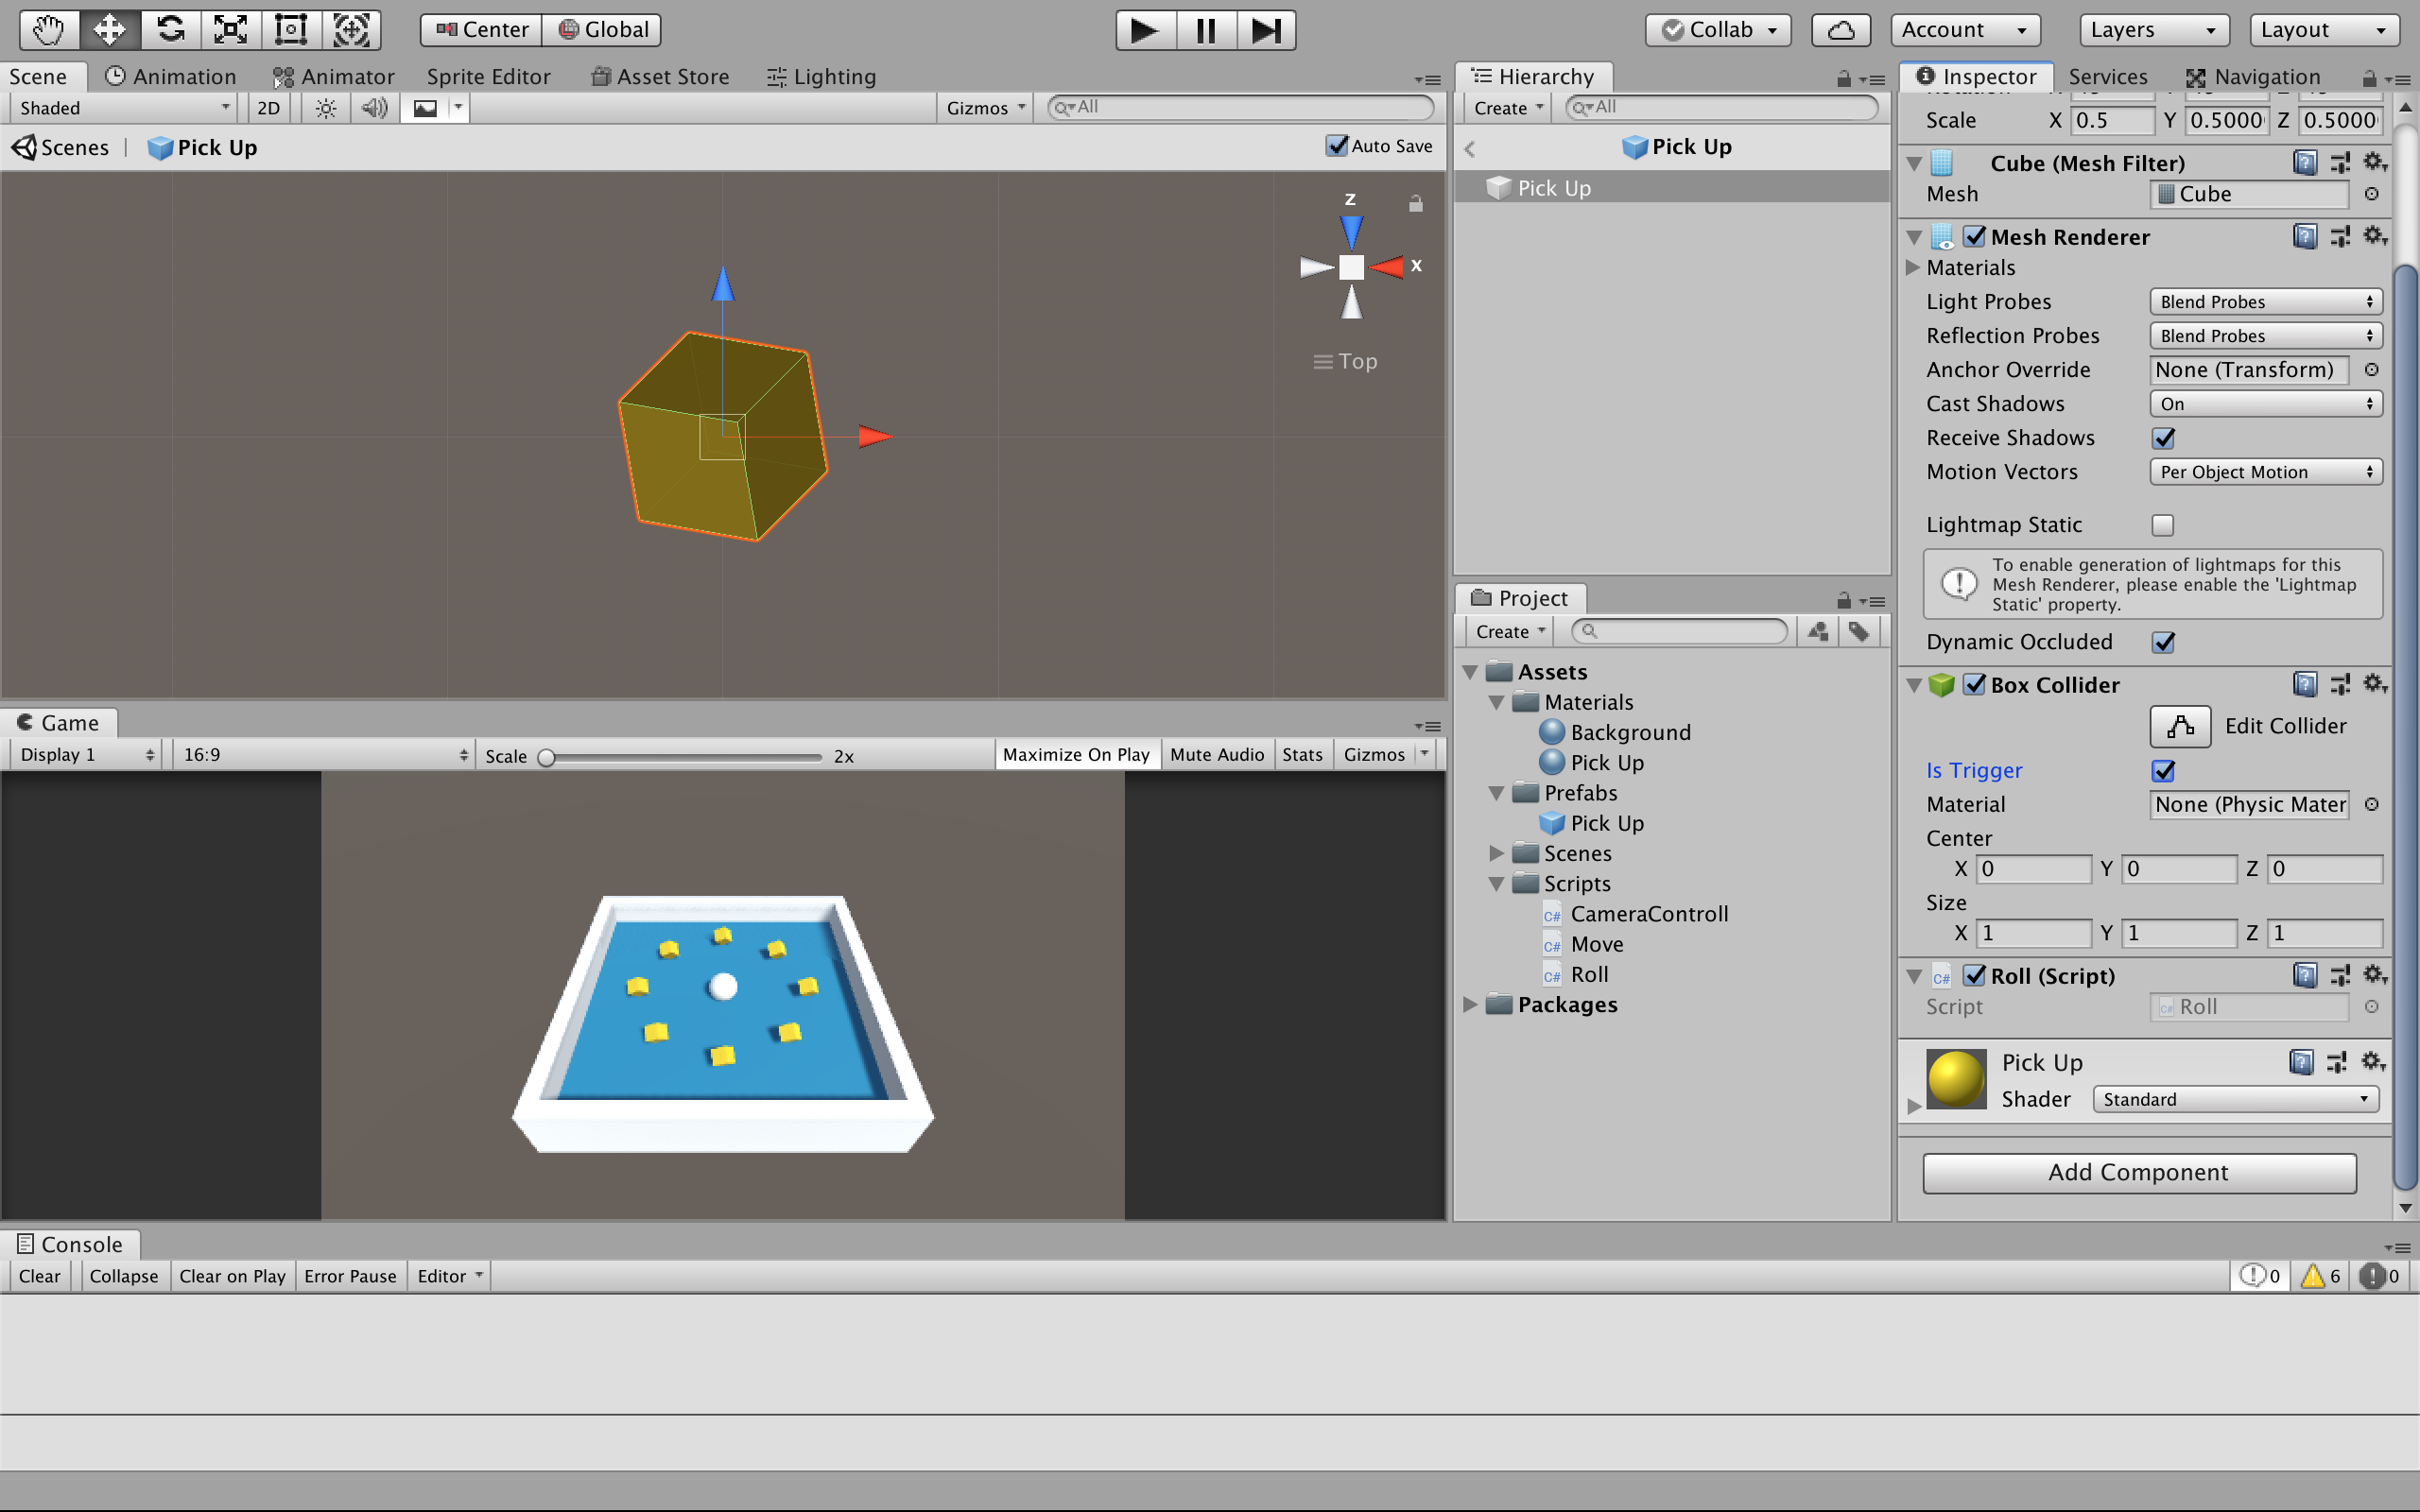 Center Global Collab Account Layers Layout
Scene Animation Animator Sprite Editor Asset Store Lighting
Shaded 2D Gizmos All
Scenes Pick Up Auto Save
Z
X
Top
Game
Display 1 16:9 Scale 2x Maximize On Play Mute Audio Stats Gizmos
Hierarchy
Create All
Pick Up
Pick Up
Project
Create
Assets
Materials
Background
Pick Up
Prefabs
Pick Up
Scenes
Scripts
C# CameraControll
C# Move
C# Roll
Packages
Inspector Services Navigation
Scale X 0.5 Y 0.5000 Z 0.5000
Cube (Mesh Filter)
Mesh Cube
Mesh Renderer
Materials
Light Probes Blend Probes
Reflection Probes Blend Probes
Anchor Override None (Transform)
Cast Shadows On
Receive Shadows
Motion Vectors Per Object Motion
Lightmap Static
To enable generation of lightmaps for this
Mesh Renderer, please enable the 'Lightmap
Static' property.
Dynamic Occluded
Box Collider
Edit Collider
Is Trigger
Material None (Physic Mater
Center
X 0 Y 0 Z 0
Size
X 1 Y 1 Z 1
C# Roll (Script)
Script C# Roll
Pick Up
Shader Standard
Add Component
Console
Clear Collapse Clear on Play Error Pause Editor 0 6 0